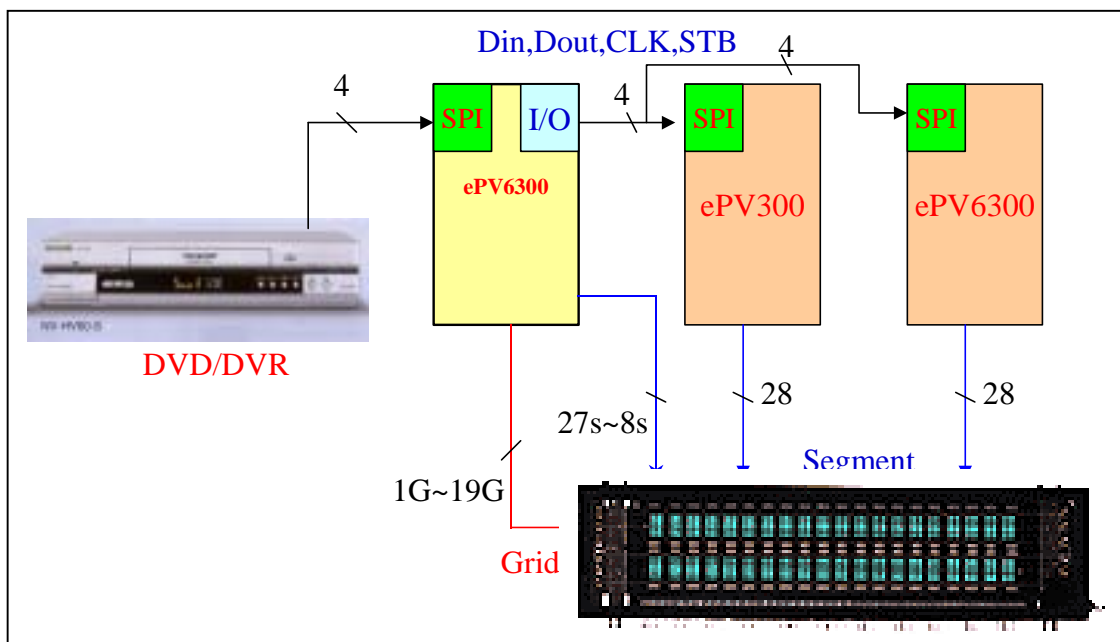 Din,Dout,CLK,STB
4
4
4
SPI
I/O
SPI
SPI
ePV6300
ePV300
ePV6300
DVD/DVR
27s~8s
28
28
1G~19G
Segment
Grid